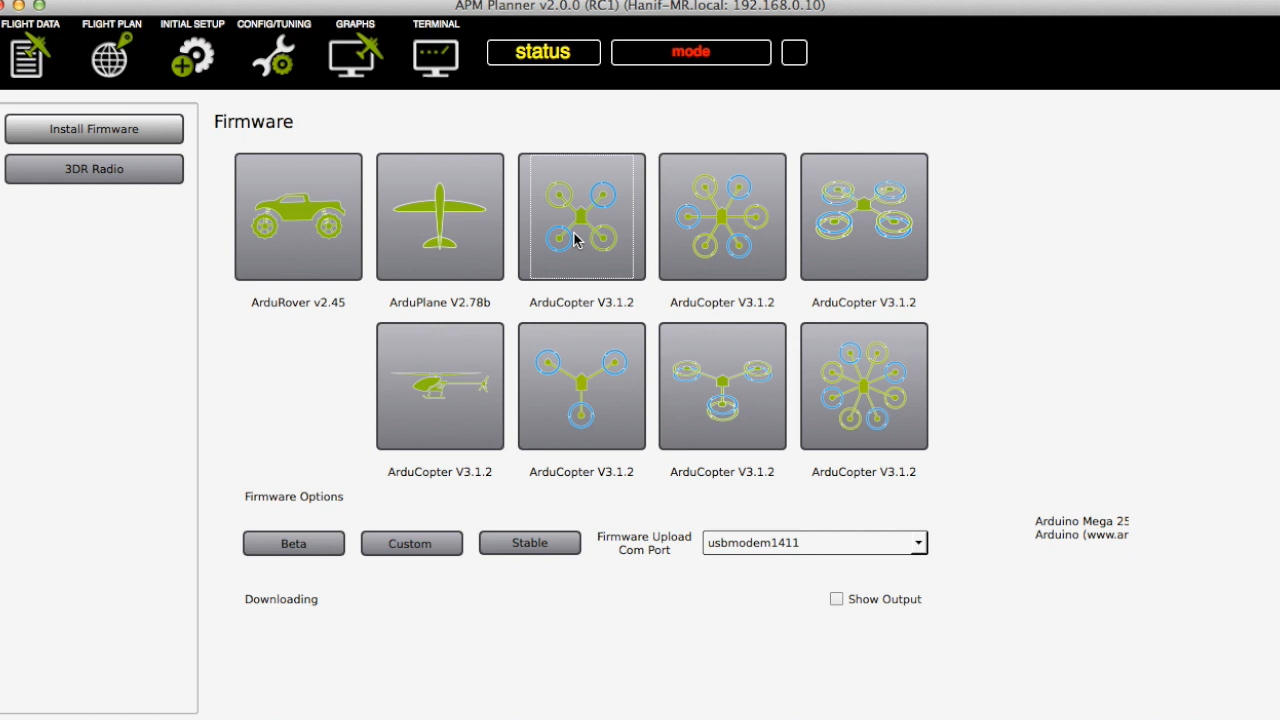 APM Planner v2.0.0 (RC1) (Hanif-MR.local: 192.168.0.10)
FLIGHT DATA
FLIGHT PLAN
INITIAL SETUP
CONFIG/TUNING
GRAPHS
TERMINAL
status
mode
Install Firmware
3DR Radio
Firmware
ArduRover v2.45
ArduPlane V2.78b
ArduCopter V3.1.2
ArduCopter V3.1.2
ArduCopter V3.1.2
ArduCopter V3.1.2
ArduCopter V3.1.2
ArduCopter V3.1.2
ArduCopter V3.1.2
Firmware Options
Beta
Custom
Stable
Firmware Upload
Com Port
usbmodem1411
Arduino Mega 25
Arduino (www.ar
Downloading
Show Output